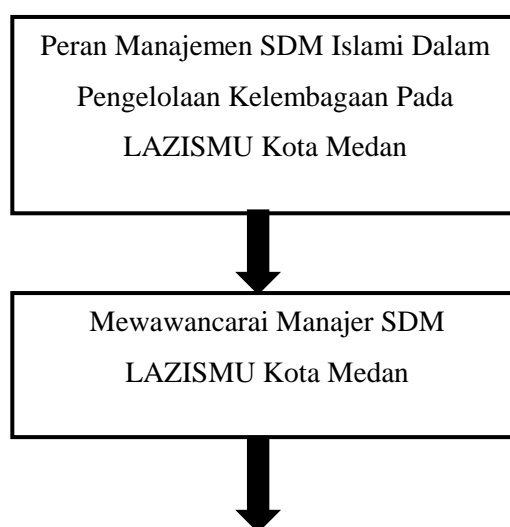 Peran Manajemen SDM Islami Dalam
Pengelolaan Kelembagaan Pada
LAZISMU Kota Medan
Mewawancarai Manajer SDM
LAZISMU Kota Medan